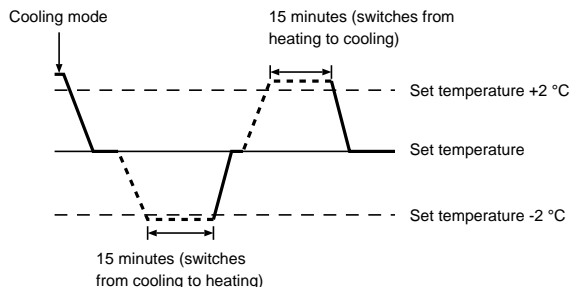 Cooling mode
15 minutes (switches from
heating to cooling)
Set temperature +2 °C
Set temperature
Set temperature -2 °C
15 minutes (switches
from cooling to heating)